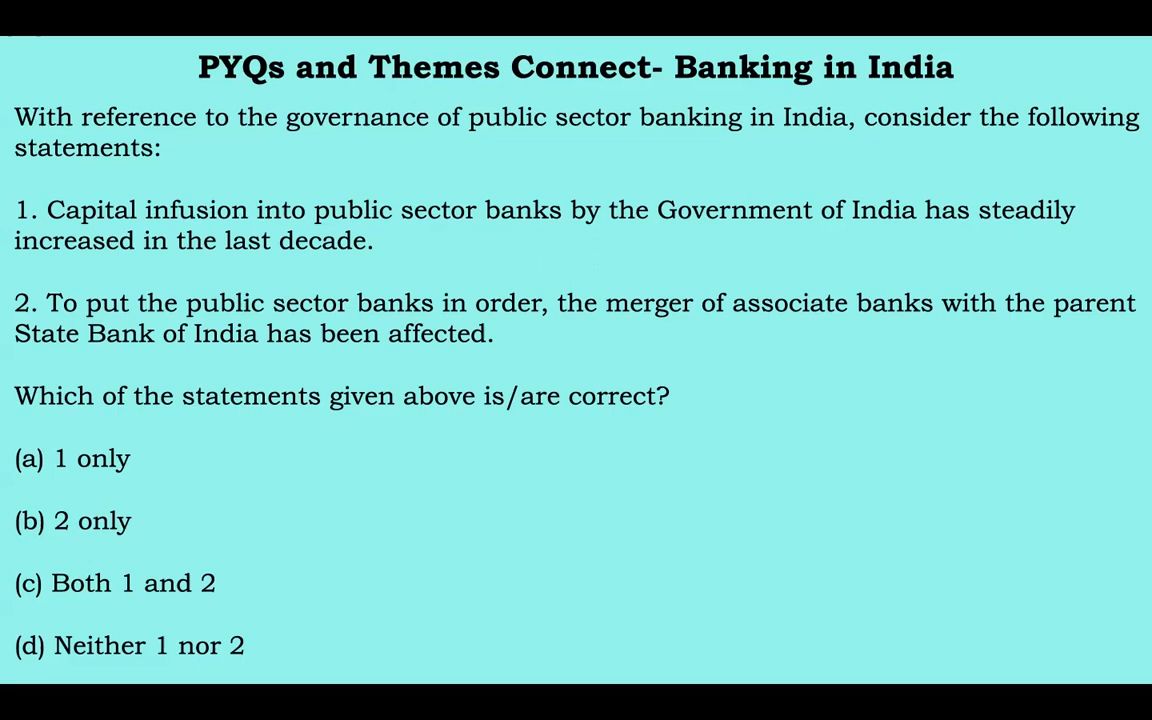 PYQs and Themes Connect- Banking in India
With reference to the governance of public sector banking in India, consider the following
statements:
1. Capital infusion into public sector banks by the Government of India has steadily
increased in the last decade.
2. To put the public sector banks in order, the merger of associate banks with the parent
State Bank of India has been affected.
Which of the statements given above is/are correct?
(a) 1 only
(b) 2 only
(c) Both 1 and 2
(d) Neither 1 nor 2